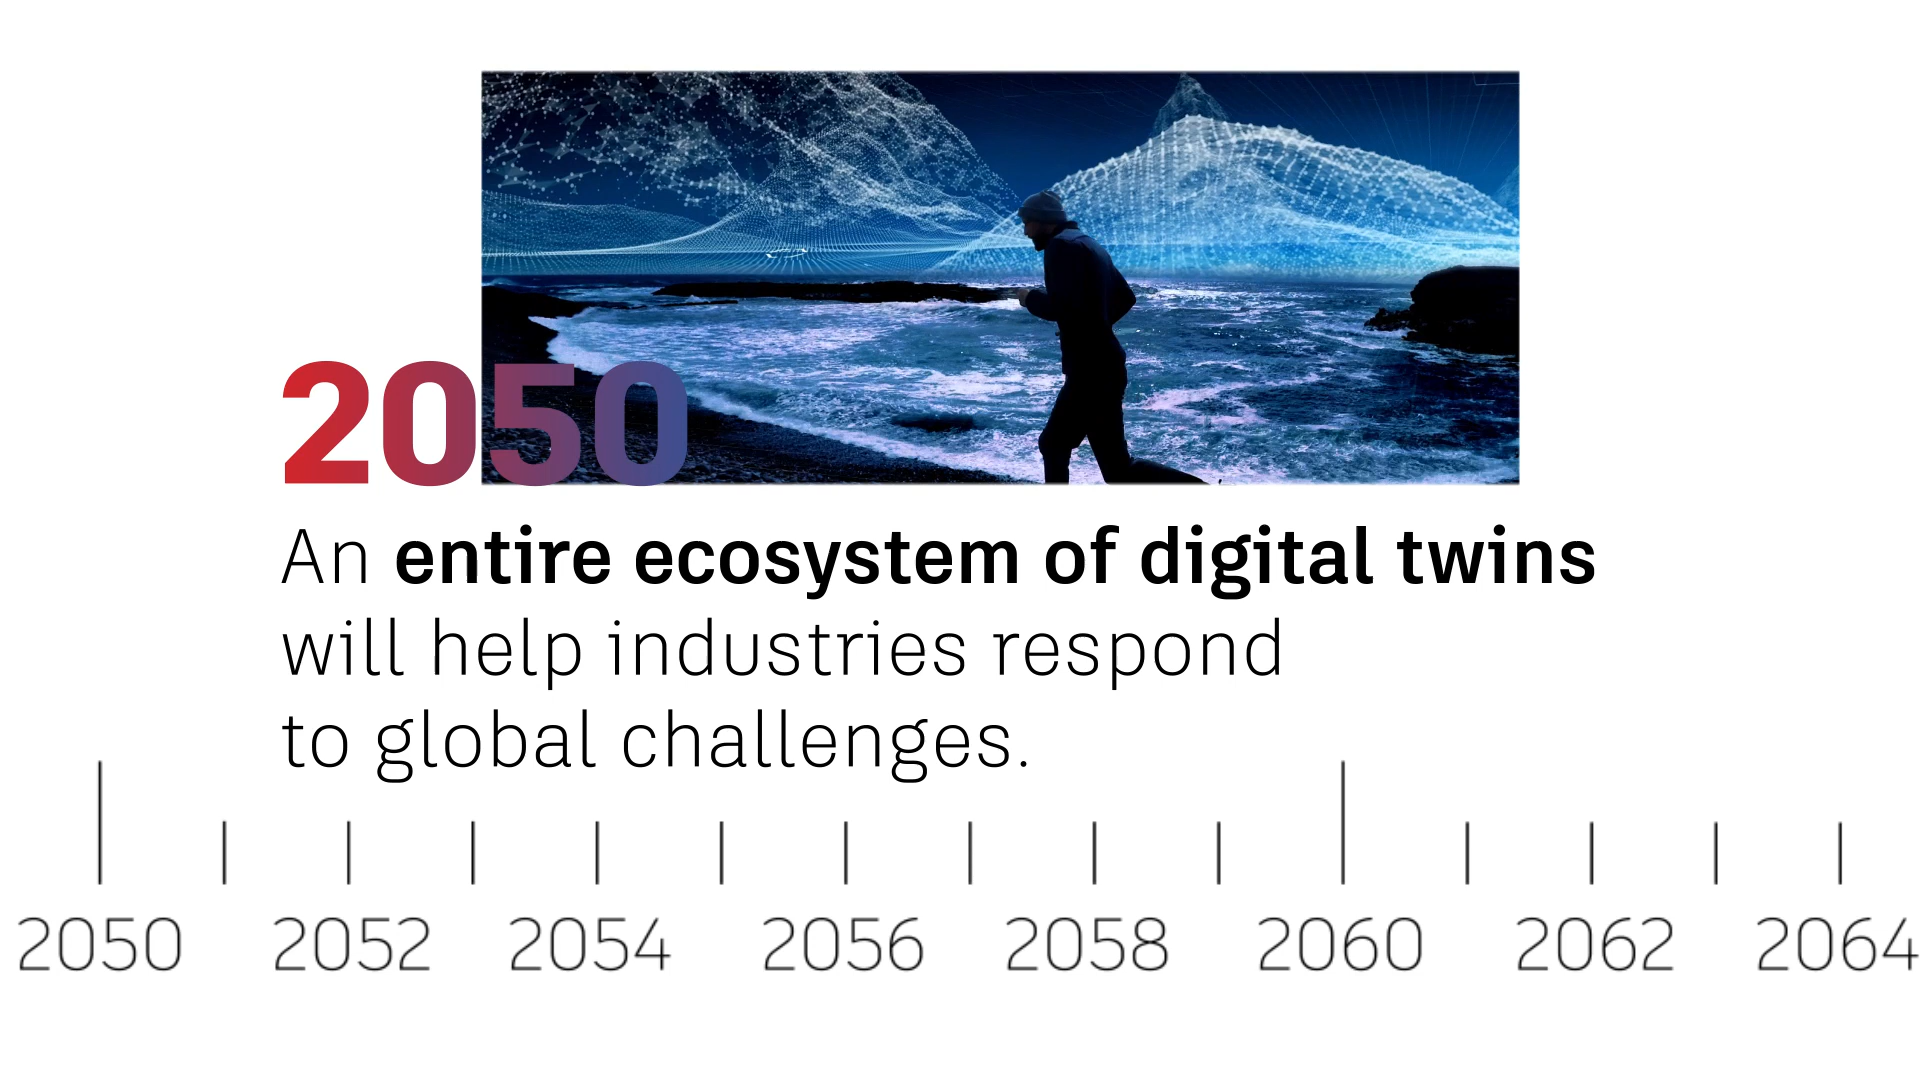 2050
An entire ecosystem of digital twins
will help industries respond
to global challenges.
2050 2052 2054 2056 2058 2060 2062 2064